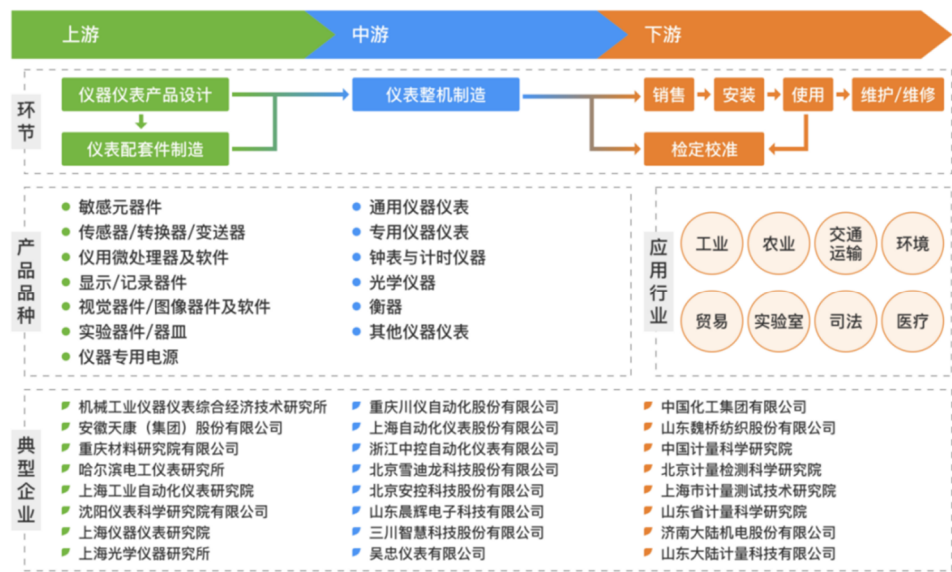 上游
中游
下游
环节
仪器仪表产品设计
仪表配套件制造
仪表整机制造
销售
安装
使用
维护/维修
检定校准
产品品种
敏感元器件
传感器/转换器/变送器
仪用微处理器及软件
显示/记录器件
视觉器件/图像器件及软件
实验器件/器皿
仪器专用电源
通用仪器仪表
专用仪器仪表
钟表与计时仪器
光学仪器
衡器
其他仪器仪表
应用行业
工业
农业
交通
运输
环境
贸易
实验室
司法
医疗
典型企业
机械工业仪器仪表综合经济技术研究所
安徽天康（集团）股份有限公司
重庆材料研究院有限公司
哈尔滨电工仪表研究所
上海工业自动化仪表研究院
沈阳仪表科学研究院有限公司
上海仪器仪表研究院
上海光学仪器研究所
重庆川仪自动化股份有限公司
上海自动化仪表股份有限公司
浙江中控自动化仪表有限公司
北京雪迪龙科技股份有限公司
北京安控科技股份有限公司
山东晨辉电子科技有限公司
三川智慧科技股份有限公司
吴忠仪表有限公司
中国化工集团有限公司
山东魏桥纺织股份有限公司
中国计量科学研究院
北京计量检测科学研究院
上海市计量测试技术研究院
山东省计量科学研究院
济南大陆机电股份有限公司
山东大陆计量科技有限公司